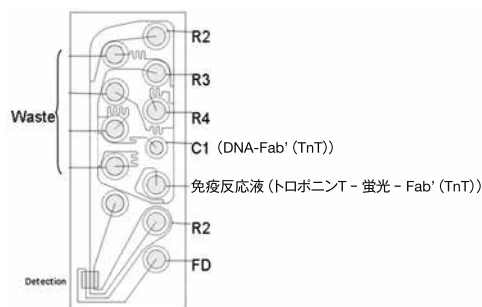 R2
R3
Waste
R4
C1 (DNA-Fab'(TnT))
免疫反応液(トロポニンT - 蛍光 - Fab'(TnT))
R2
FD
Detection